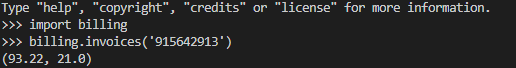 Type "help", "copyright", "credits" or "license" for more information.
>>> import billing
>>> billing.invoices('915642913')
(93.22, 21.0)